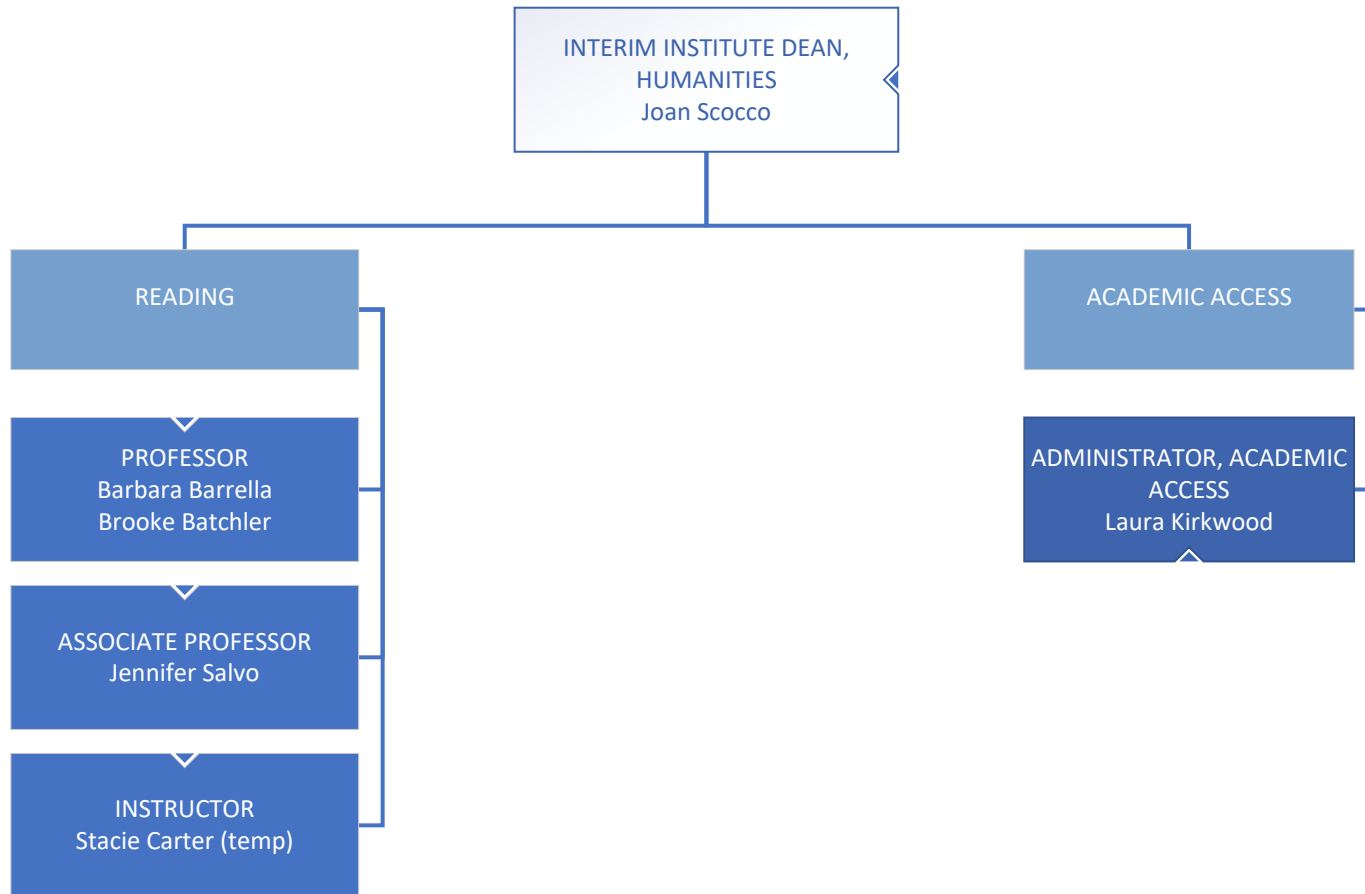 INTERIM INSTITUTE DEAN,
HUMANITIES
Joan Scocco
READING
ACADEMIC ACCESS
PROFESSOR
Barbara Barrella
Brooke Batchler
ADMINISTRATOR, ACADEMIC
ACCESS
Laura Kirkwood
ASSOCIATE PROFESSOR
Jennifer Salvo
INSTRUCTOR
Stacie Carter (temp)